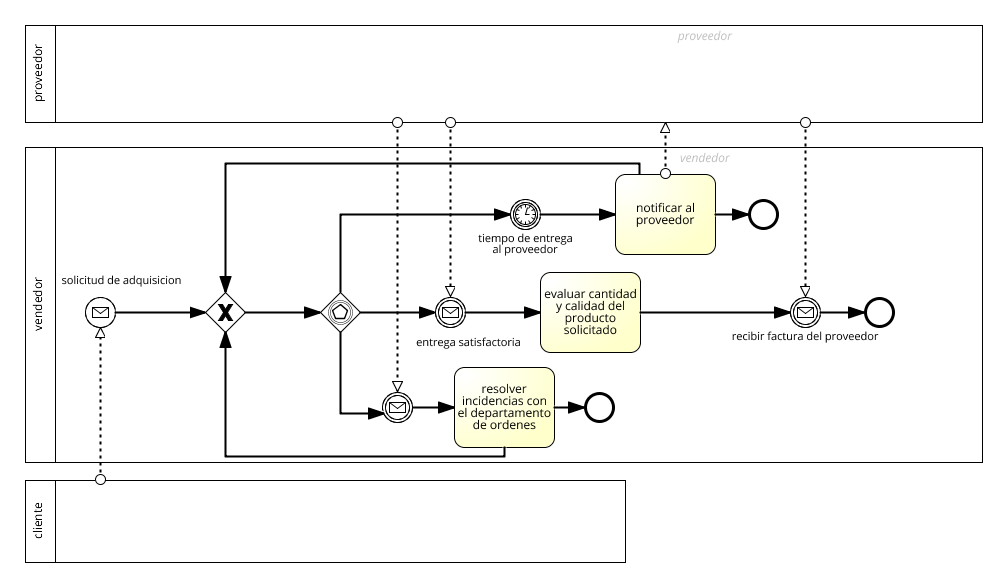 proveedor
proveedor
vendedor
vendedor
notificar al
proveedor
tiempo de entrega
al proveedor
solicitud de adquisicion
evaluar cantidad
y calidad del
producto
solicitado
entrega satisfactoria
recibir factura del proveedor
resolver
incidencias con
el departamento
de ordenes
cliente